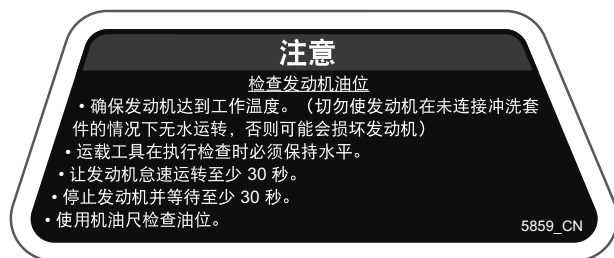 注意
检查发动机油位
• 确保发动机达到工作温度。（切勿使发动机在未连接冲洗套
件的情况下无水运转，否则可能会损坏发动机）
• 运载工具在执行检查时必须保持水平。
• 让发动机怠速运转至少 30 秒。
• 停止发动机并等待至少 30 秒。
• 使用机油尺检查油位。
5859_CN